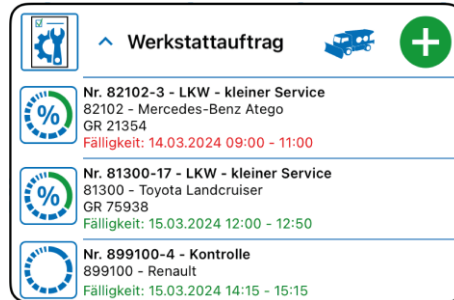 Werkstattauftrag
%
Nr. 82102-3 - LKW - kleiner Service
82102 - Mercedes-Benz Atego
GR 21354
Fälligkeit: 14.03.2024 09:00 - 11:00
%
Nr. 81300-17 - LKW - kleiner Service
81300 - Toyota Landcruiser
GR 75938
Fälligkeit: 15.03.2024 12:00 - 12:50
Nr. 899100-4 - Kontrolle
899100 - Renault
Fälligkeit: 15.03.2024 14:15 - 15:15